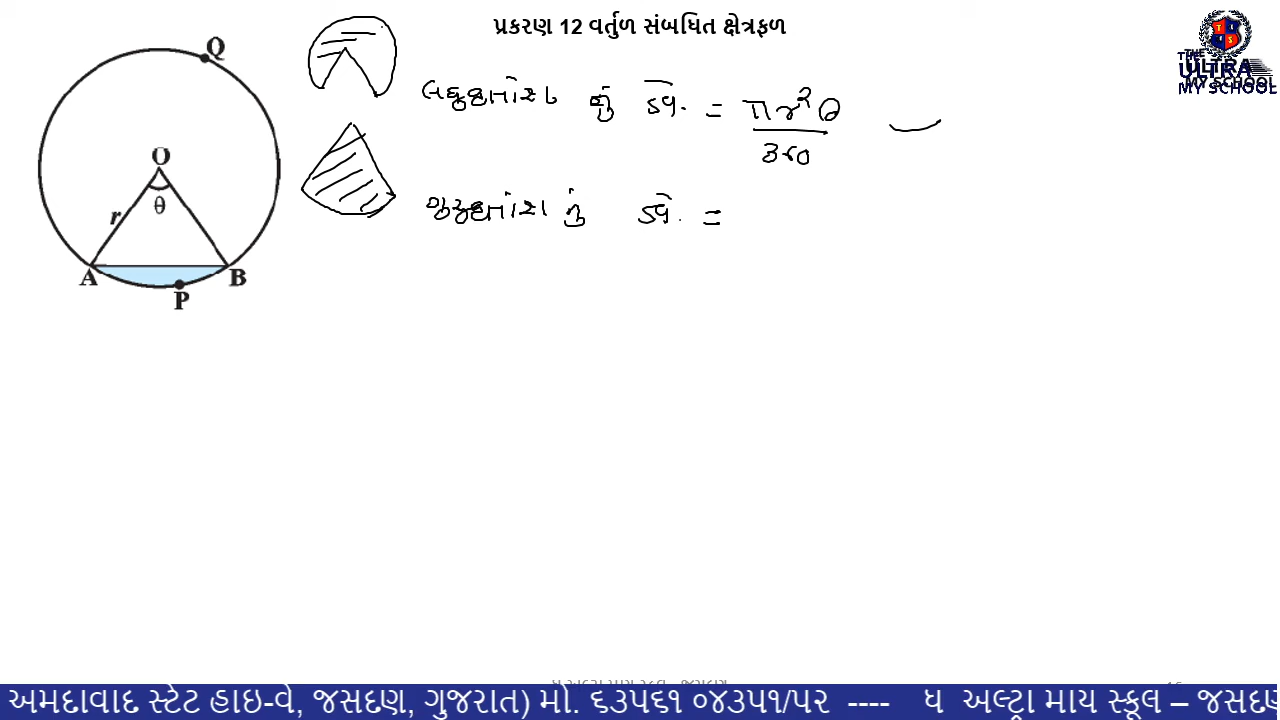 પ્રકરણ 12 વર્તુળ સંબધિત ક્ષેત્રફળ
THE
ULTRA
MY SCHOOL
Q
લઘુવૃતાંશ નું ક્ષે. = πr²θ
360
O
θ
r
ગુરુવૃતાંશ નું ક્ષે. =
A
B
P
અમદાવાદ સ્ટેટ હાઇ-વે, જસદણ, ગુજરાત) મો. ૬૩૫૬૧ ૦૪૩૫૧/૫૨ ---- ધ અલ્ટ્રા માય સ્કૂલ – જસદણ